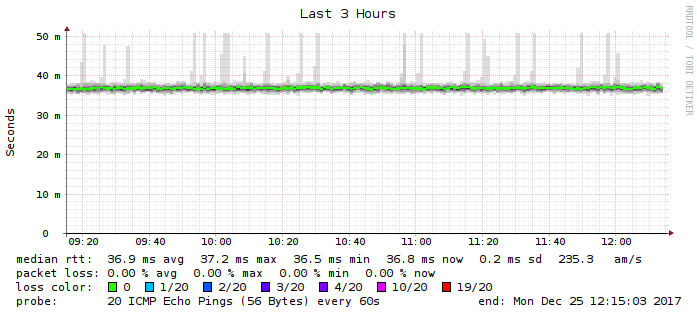 Last 3 Hours
RRDTOOL / TOBI OETIKER
Seconds
50 m
40 m
30 m
20 m
10 m
0
09:20 09:40 10:00 10:20 10:40 11:00 11:20 11:40 12:00
median rtt: 36.9 ms avg 37.2 ms max 36.5 ms min 36.8 ms now 0.2 ms sd 235.3 am/s
packet loss: 0.00 % avg 0.00 % max 0.00 % min 0.00 % now
loss color: 0 1/20 2/20 3/20 4/20 10/20 19/20
probe: 20 ICMP Echo Pings (56 Bytes) every 60s end: Mon Dec 25 12:15:03 2017